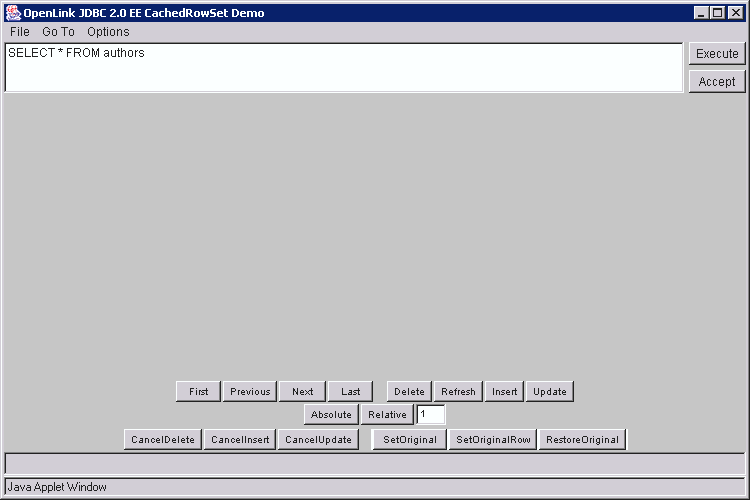 OpenLink JDBC 2.0 EE CachedRowSet Demo
File Go To Options
SELECT * FROM authors
Execute
Accept
First Previous Next Last Delete Refresh Insert Update
Absolute Relative 1
CancelDelete CancelInsert CancelUpdate SetOriginal SetOriginalRow RestoreOriginal
Java Applet Window